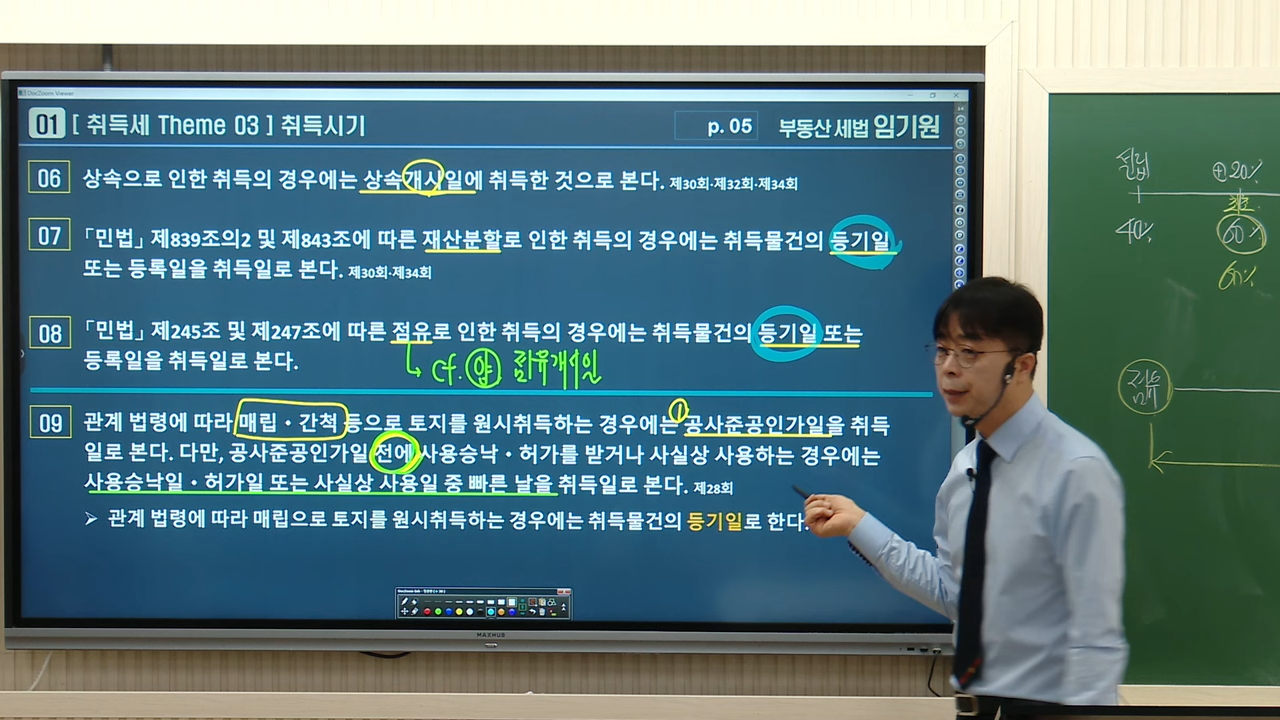 DocZoom Viewer
01 [ 취득세 Theme 03 ] 취득시기
p. 05
부동산 세법 임기원
06 상속으로 인한 취득의 경우에는 상속개시일에 취득한 것으로 본다. 제30회·제32회·제34회
07 「민법」 제839조의2 및 제843조에 따른 재산분할로 인한 취득의 경우에는 취득물건의 등기일
또는 등록일을 취득일로 본다. 제30회·제34회
08 「민법」 제245조 및 제247조에 따른 점유로 인한 취득의 경우에는 취득물건의 등기일 또는
등록일을 취득일로 본다.
cf. 양
09 관계 법령에 따라 매립·간척 등으로 토지를 원시취득하는 경우에는 ① 공사준공인가일을 취득
일로 본다. 다만, 공사준공인가일 전에 사용승낙·허가를 받거나 사실상 사용하는 경우에는
사용승낙일·허가일 또는 사실상 사용일 중 빠른 날을 취득일로 본다. 제28회
➢ 관계 법령에 따라 매립으로 토지를 원시취득하는 경우에는 취득물건의 등기일로 한다.
MAXHUB
설립
+20%
최초
40%
60%
60%